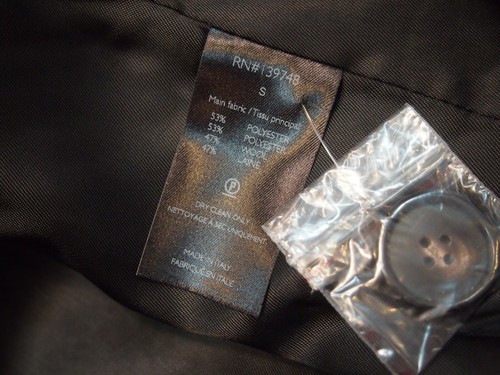 RN#139748
S
Main fabric / Tissu principal
53% POLYESTER
53% POLYESTER
47% WOOL
47% LAINE
P
DRY CLEAN ONLY
NETTOYAGE A SEC UNIQUEMENT
MADE IN ITALY
FABRIQUE EN ITALIE